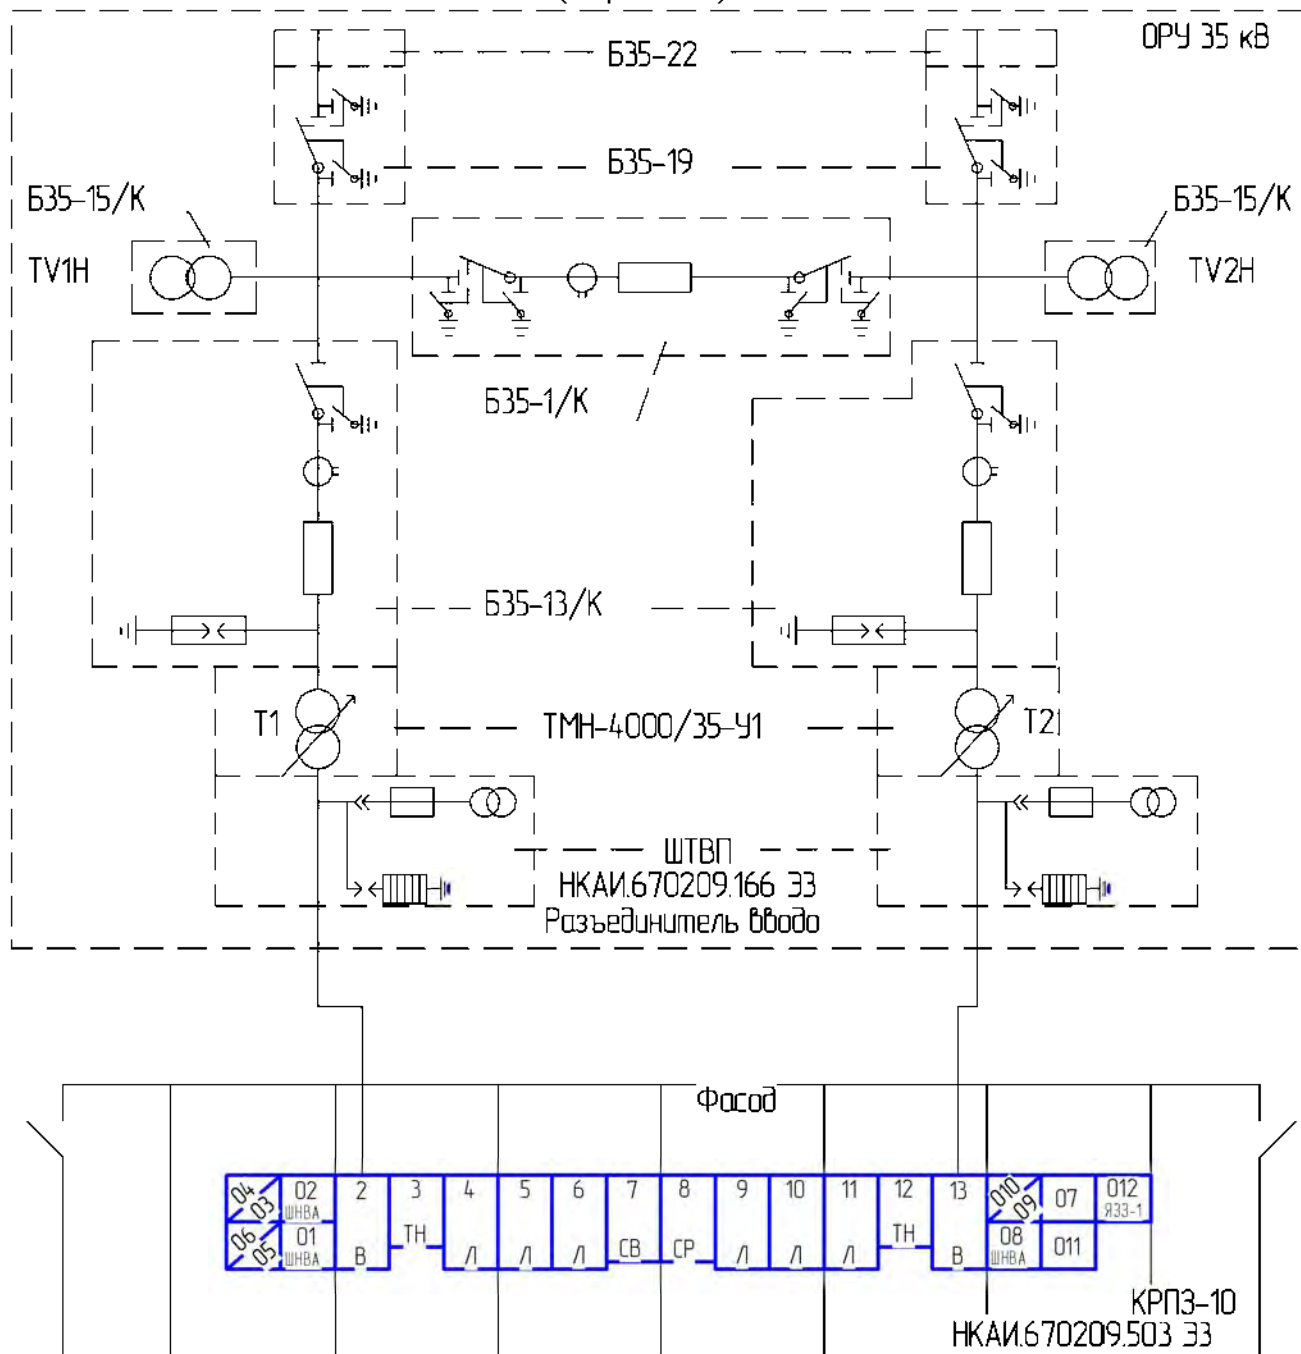 ОРУ 35 кВ
Б35-22
Б35-19
Б35-15/К
Б35-15/К
TV1H
TV2H
Б35-1/К
Б35-13/К
Т1
ТМН-4000/35-У1
Т2
ШТВП
НКАИ.670209.166 ЭЗ
Разъединитель ввода
Фасад
04
03
02
ШНВА
2
3
4
5
6
7
8
9
10
11
12
13
010
09
07
012
ЯЗЗ-1
06
05
01
ШНВА
В
ТН
Л
Л
Л
СВ
СР
Л
Л
Л
ТН
В
08
ШНВА
011
КРПЗ-10
НКАИ.670209.503 ЭЗ